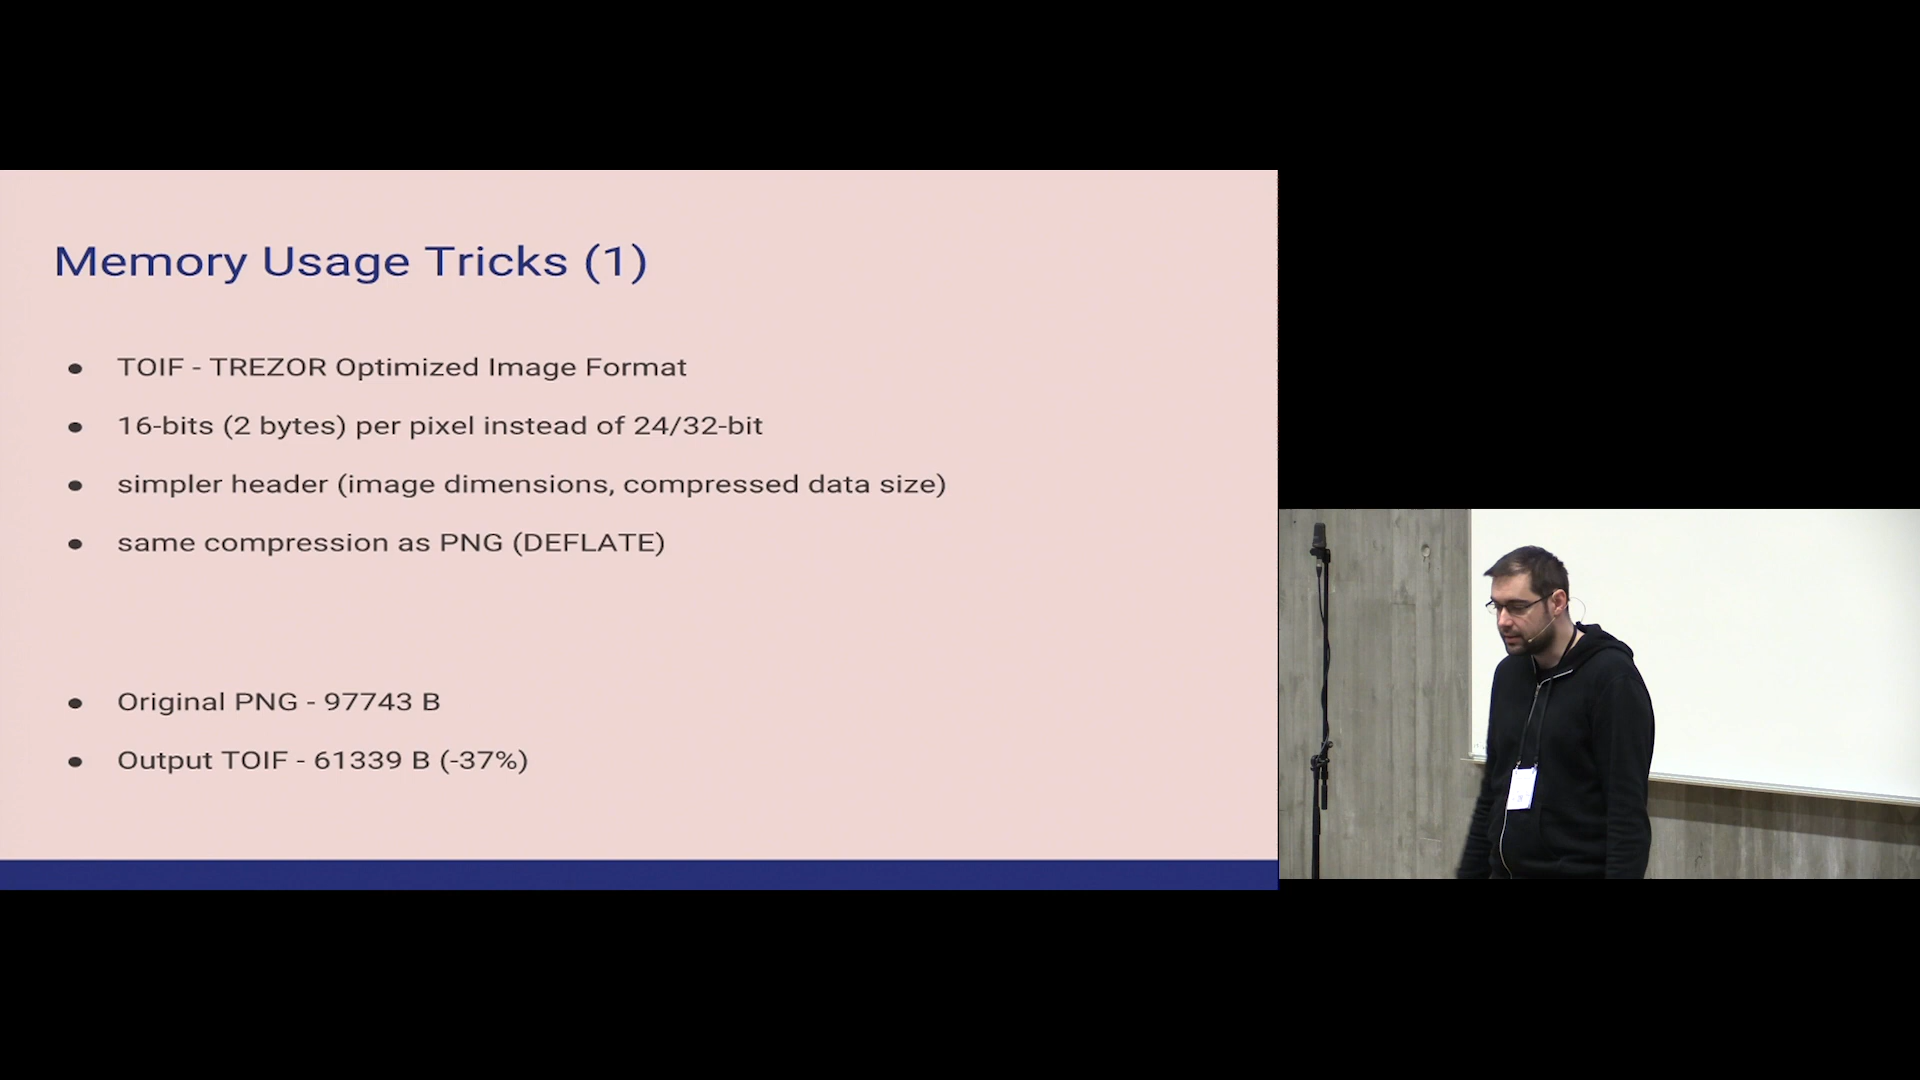 Memory Usage Tricks (1)
● TOIF - TREZOR Optimized Image Format
● 16-bits (2 bytes) per pixel instead of 24/32-bit
● simpler header (image dimensions, compressed data size)
● same compression as PNG (DEFLATE)
● Original PNG - 97743 B
● Output TOIF - 61339 B (-37%)